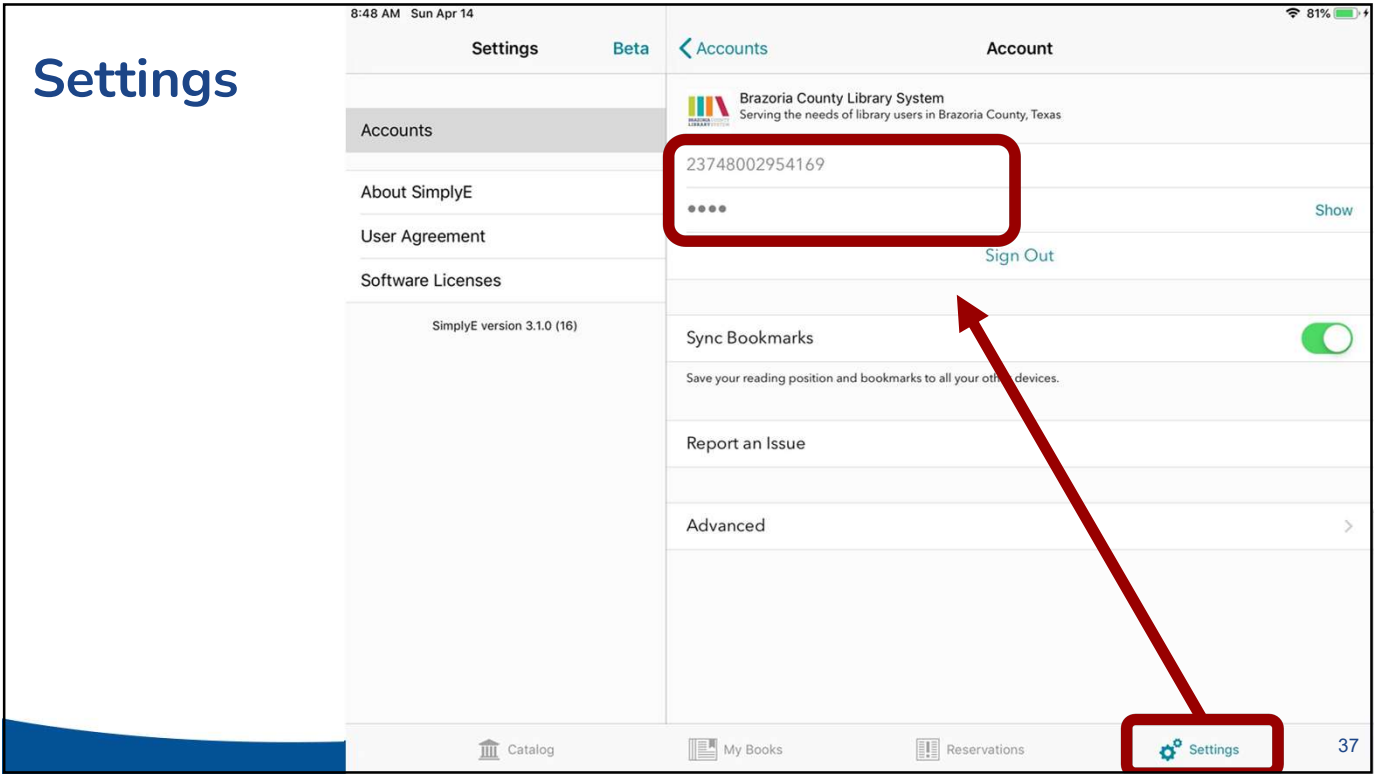 Settings
8:48 AM Sun Apr 14
81%
Settings
Beta
Accounts
About SimplyE
User Agreement
Software Licenses
SimplyE version 3.1.0 (16)
Accounts
Account
Brazoria County Library System
Serving the needs of library users in Brazoria County, Texas
23748002954169
••••
Show
Sign Out
Sync Bookmarks
Save your reading position and bookmarks to all your devices.
Report an Issue
Advanced
Catalog
My Books
Reservations
Settings
37